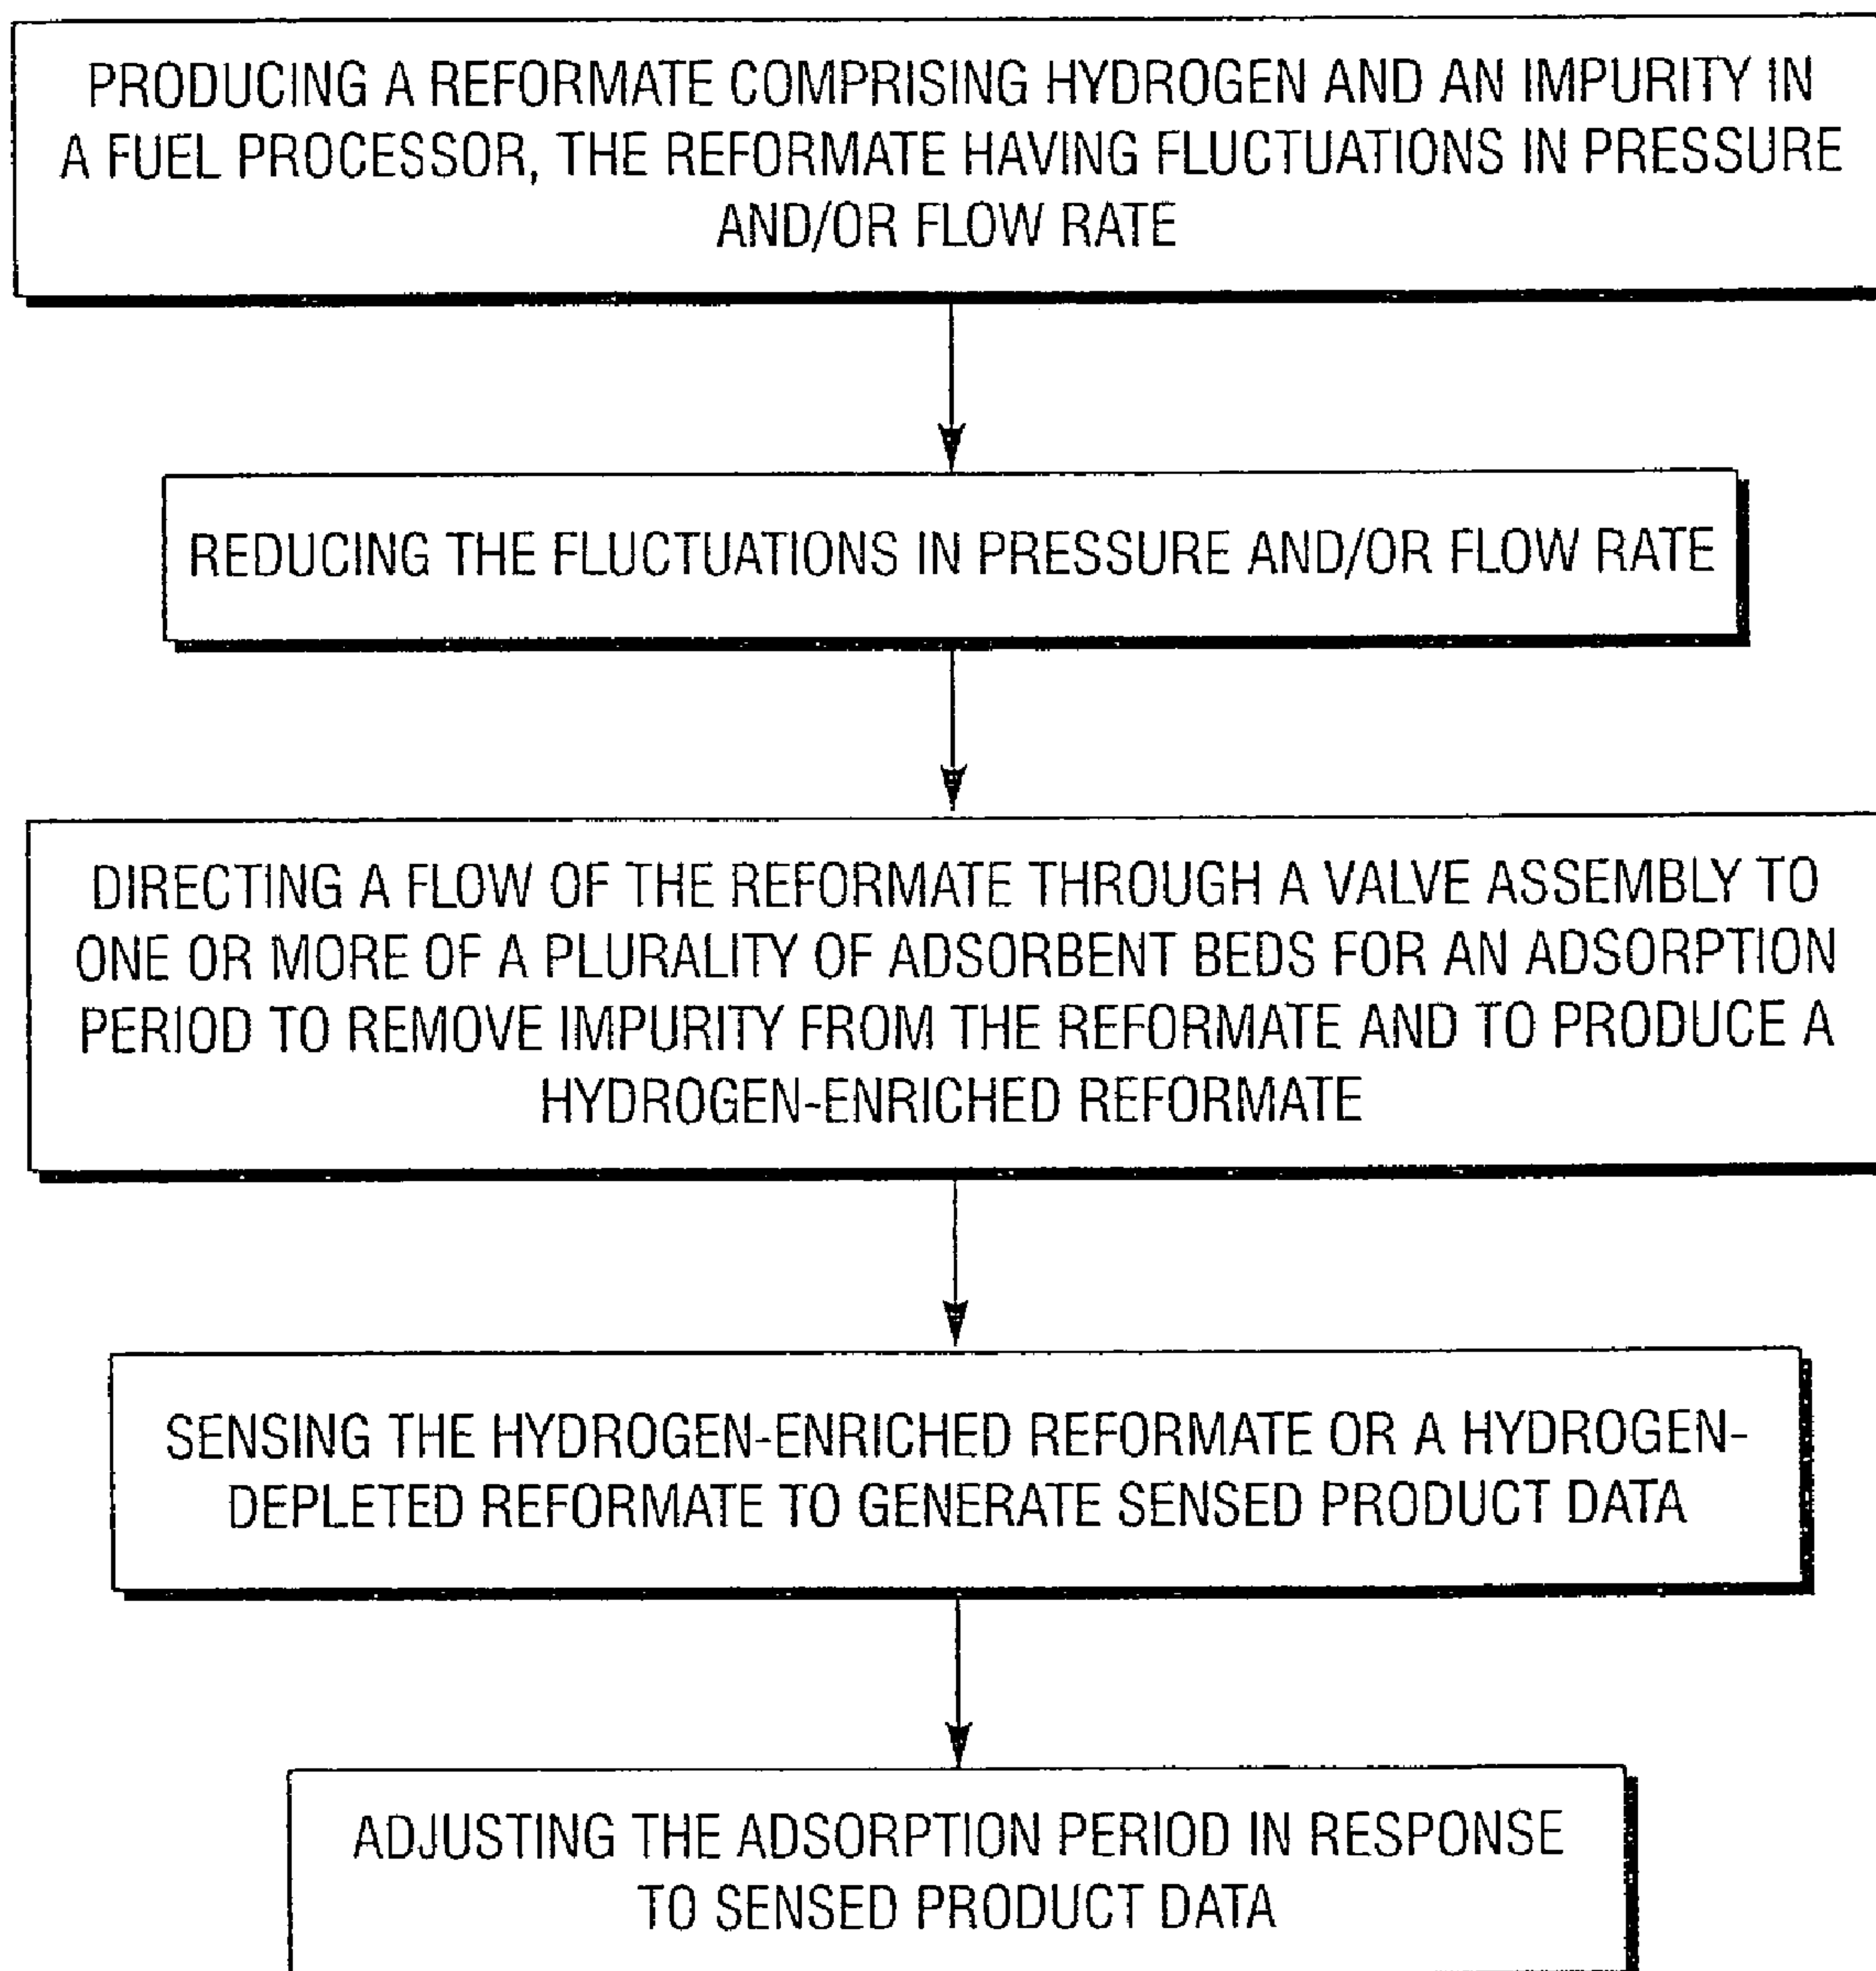 PRODUCING A REFORMATE COMPRISING HYDROGEN AND AN IMPURITY IN
A FUEL PROCESSOR, THE REFORMATE HAVING FLUCTUATIONS IN PRESSURE
AND/OR FLOW RATE
REDUCING THE FLUCTUATIONS IN PRESSURE AND/OR FLOW RATE
DIRECTING A FLOW OF THE REFORMATE THROUGH A VALVE ASSEMBLY TO
ONE OR MORE OF A PLURALITY OF ADSORBENT BEDS FOR AN ADSORPTION
PERIOD TO REMOVE IMPURITY FROM THE REFORMATE AND TO PRODUCE A
HYDROGEN-ENRICHED REFORMATE
SENSING THE HYDROGEN-ENRICHED REFORMATE OR A HYDROGEN-
DEPLETED REFORMATE TO GENERATE SENSED PRODUCT DATA
ADJUSTING THE ADSORPTION PERIOD IN RESPONSE
TO SENSED PRODUCT DATA